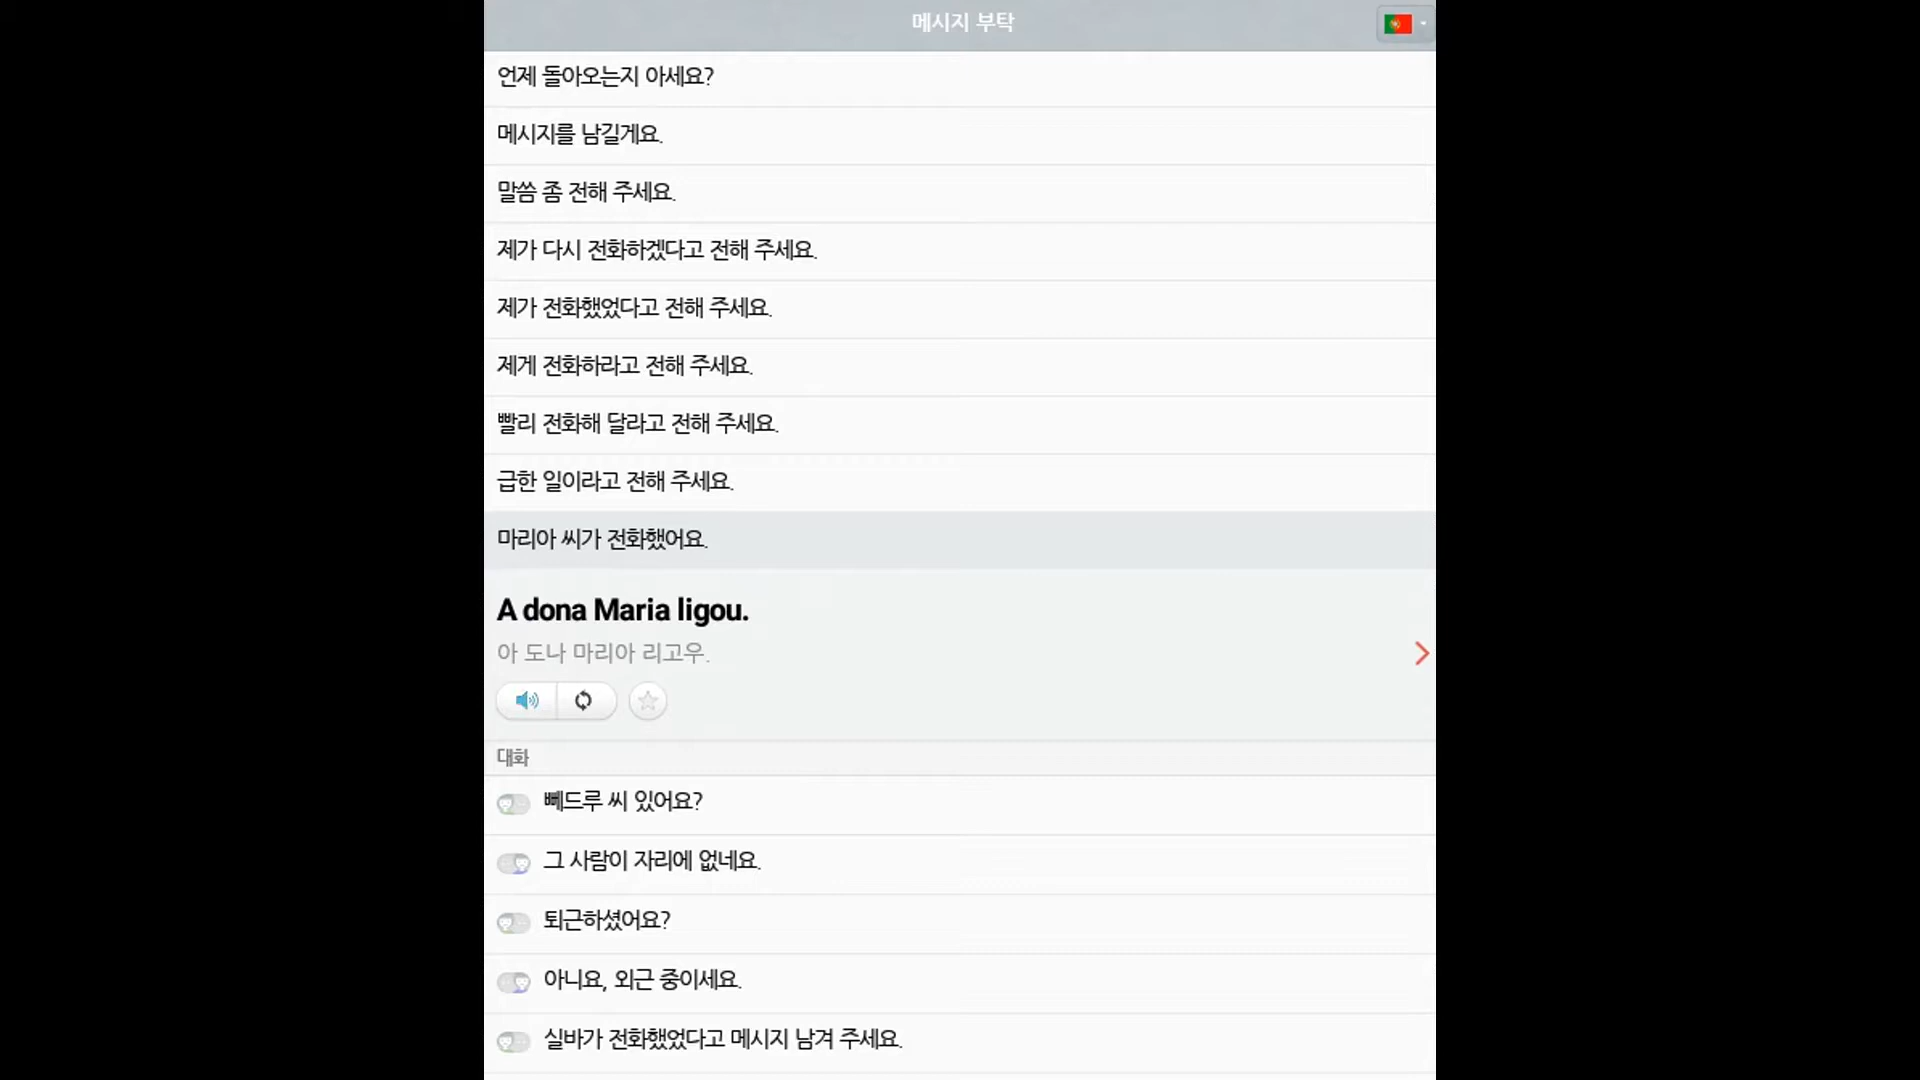 메시지 부탁
언제 돌아오는지 아세요?
메시지를 남길게요.
말씀 좀 전해 주세요.
제가 다시 전화하겠다고 전해 주세요.
제가 전화했었다고 전해 주세요.
제게 전화하라고 전해 주세요.
빨리 전화해 달라고 전해 주세요.
급한 일이라고 전해 주세요.
마리아 씨가 전화했어요.
A dona Maria ligou.
아 도나 마리아 리고우.
대화
뻬드루 씨 있어요?
그 사람이 자리에 없네요.
퇴근하셨어요?
아니요, 외근 중이세요.
실바가 전화했었다고 메시지 남겨 주세요.